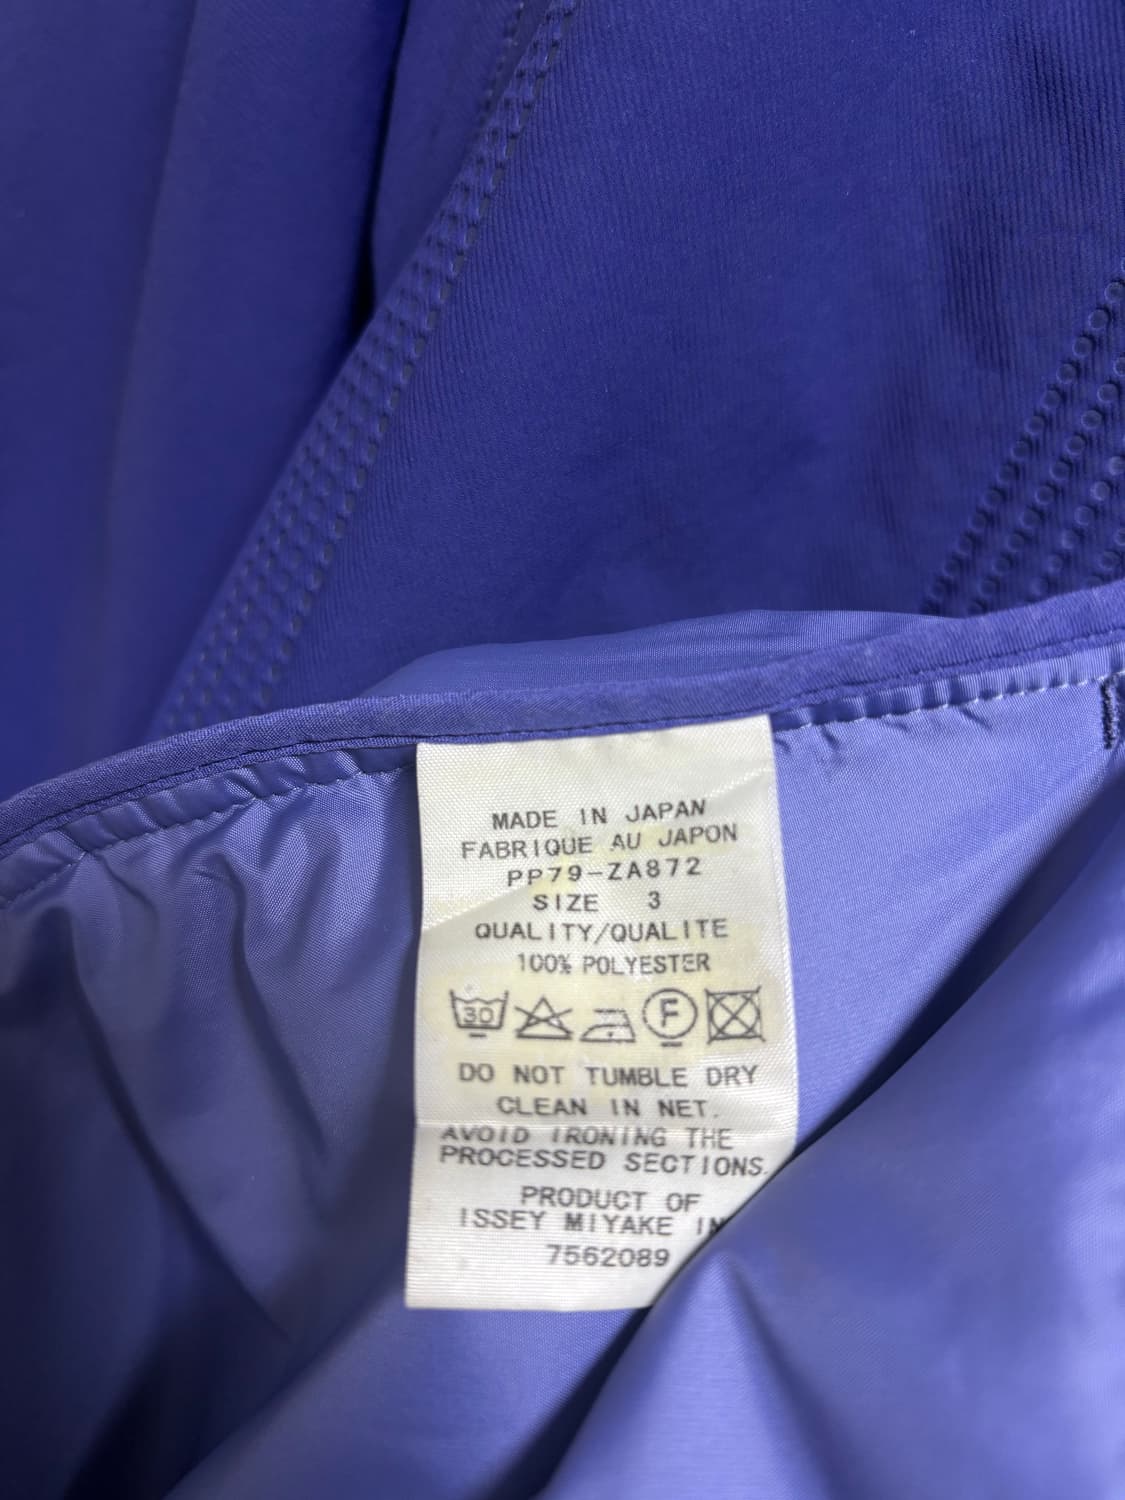 MADE IN JAPAN
FABRIQUE AU JAPON
PP79-ZA872
SIZE 3
QUALITY/QUALITE
100% POLYESTER
30 F
DO NOT TUMBLE DRY
CLEAN IN NET.
AVOID IRONING THE
PROCESSED SECTIONS.
PRODUCT OF
ISSEY MIYAKE
7562089